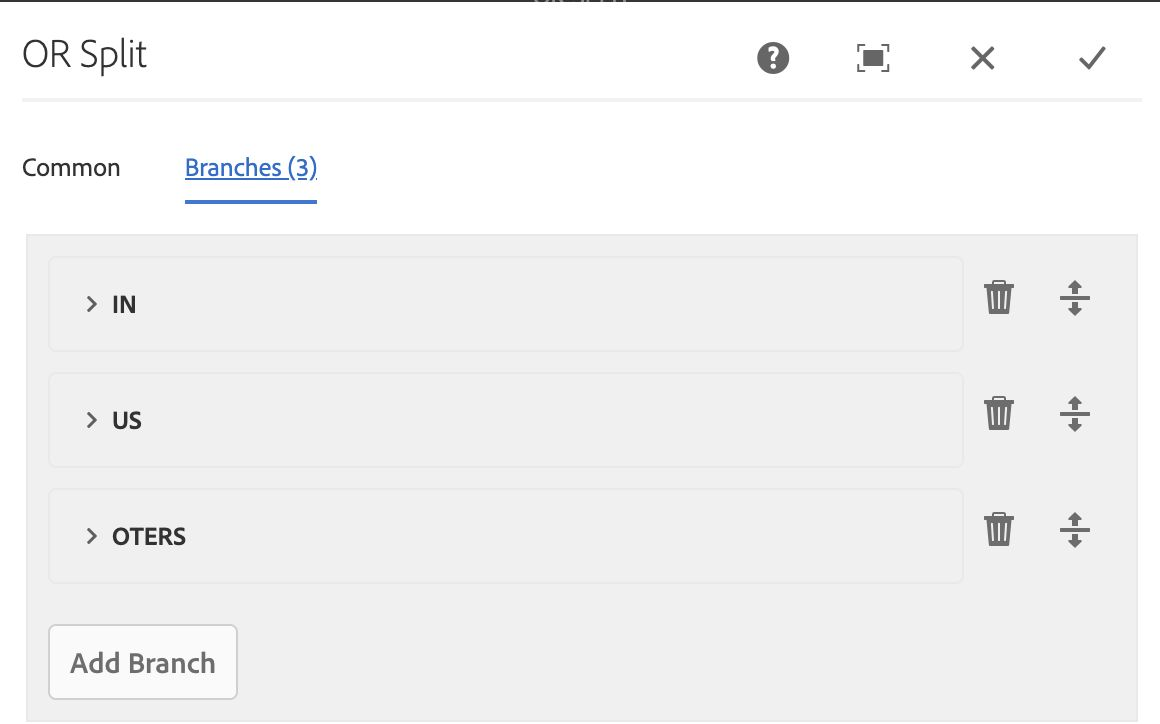 OR Split
Common Branches (3)
IN
US
OTERS
Add Branch